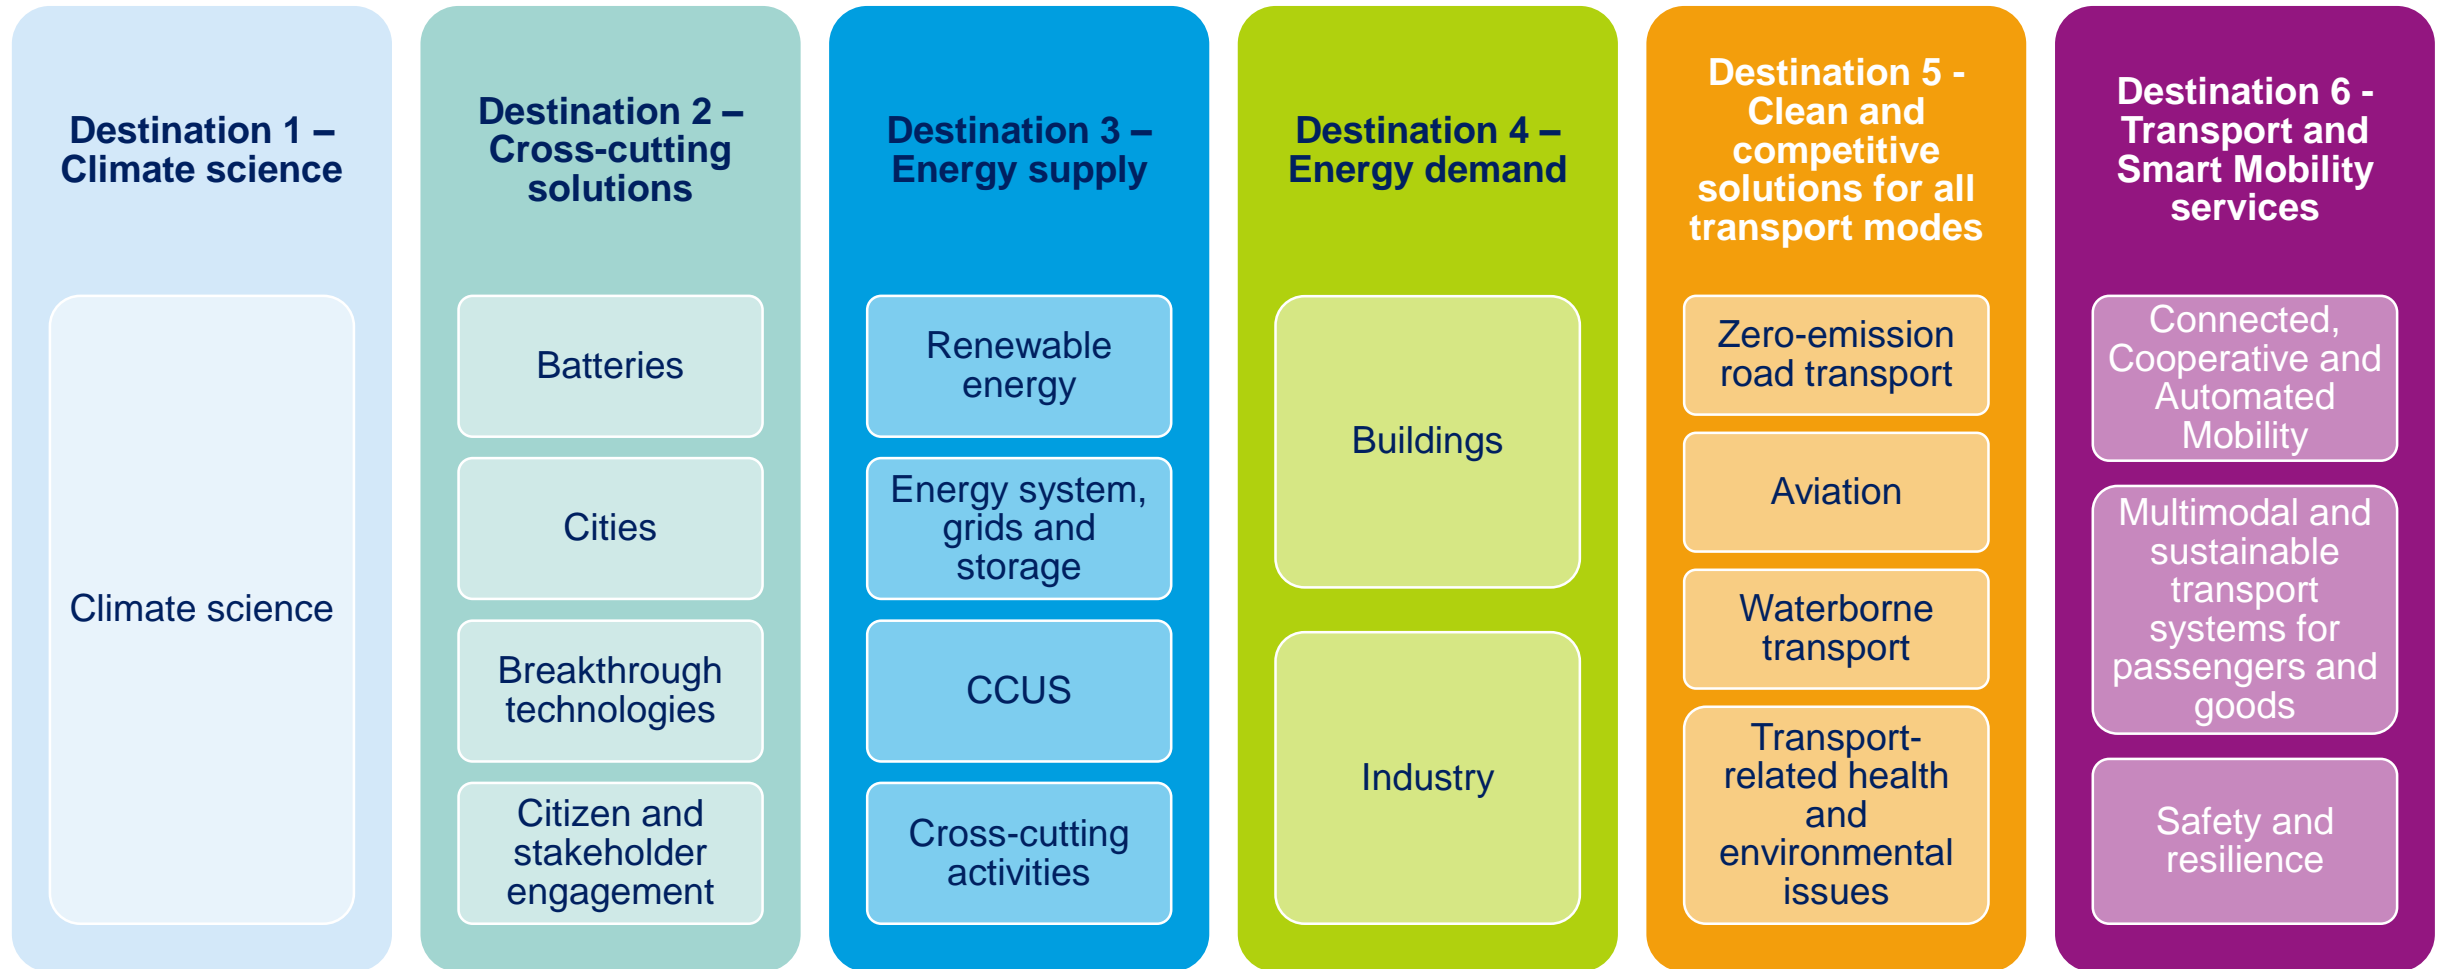 Destination 1 –
Climate science
Climate science
Destination 2 –
Cross-cutting
solutions
Batteries
Cities
Breakthrough
technologies
Citizen and
stakeholder
engagement
Destination 3 –
Energy supply
Renewable
energy
Energy system,
grids and
storage
CCUS
Cross-cutting
activities
Destination 4 –
Energy demand
Buildings
Industry
Destination 5 -
Clean and
competitive
solutions for all
transport modes
Zero-emission
road transport
Aviation
Waterborne
transport
Transport-
related health
and
environmental
issues
Destination 6 -
Transport and
Smart Mobility
services
Connected,
Cooperative and
Automated
Mobility
Multimodal and
sustainable
transport
systems for
passengers and
goods
Safety and
resilience